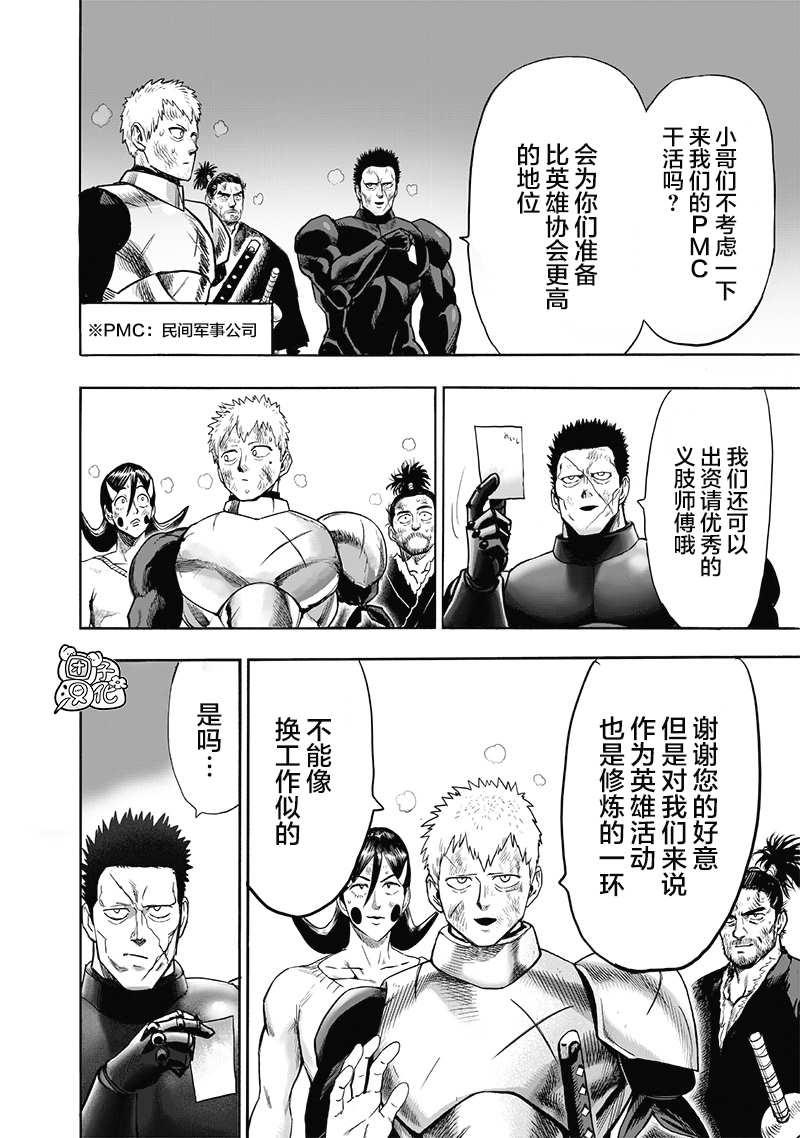 小哥们不考虑一下
来我们的PMC
干活吗？
会为你们准备
比英雄协会更高
的地位
※PMC：民间军事公司
我们还可以
出资请优秀的
义肢师傅哦
谢谢您的好意
但是对我们来说
作为英雄活动
也是修炼的一环
不能像
换工作似的
是吗…
团子
汉化